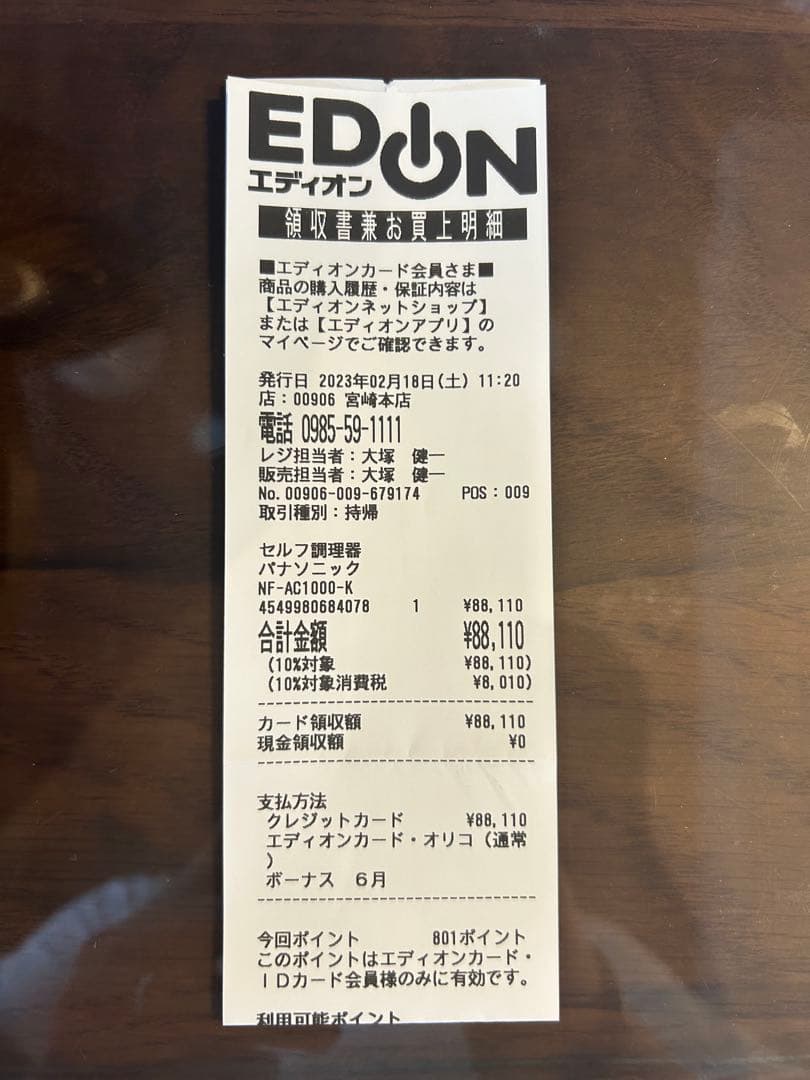 EDION
エディオン
領収書兼お買上明細
■エディオンカード会員さま■
商品の購入履歴・保証内容は
【エディオンネットショップ】
または【エディオンアプリ】の
マイページでご確認できます。
発行日 2023年02月18日(土) 11:20
店：00906 宮崎本店
電話 0985-59-1111
レジ担当者：大塚　健一
販売担当者：大塚　健一
No. 00906-009-679174 POS：009
取引種別：持帰
セルフ調理器
パナソニック
NF-AC1000-K
4549980684078 1 ¥88,110
合計金額 ¥88,110
(10%対象 ¥88,110)
(10%対象消費税 ¥8,010)
カード領収額 ¥88,110
現金領収額 ¥0
支払方法
クレジットカード ¥88,110
エディオンカード・オリコ（通常
）
ボーナス　６月
今回ポイント 801ポイント
このポイントはエディオンカード・
ＩＤカード会員様のみに有効です。
利用可能ポイント